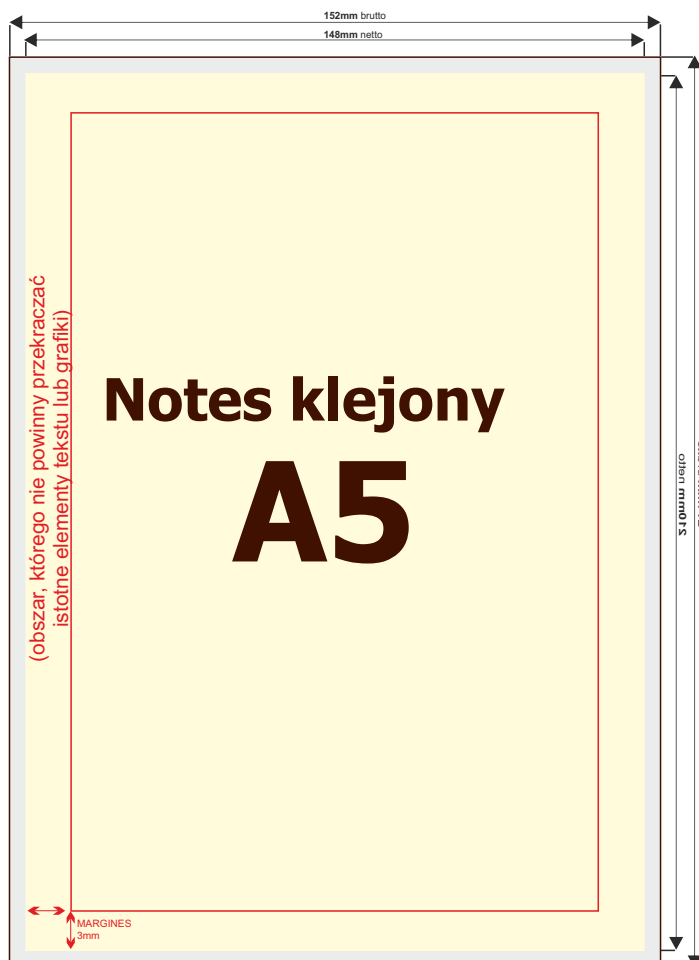 152mm brutto
148mm netto
(obszar, którego nie powinny przekraczać
istotne elementy tekstu lub grafiki)
Notes klejony
A5
210mm netto
MARGINES
3mm